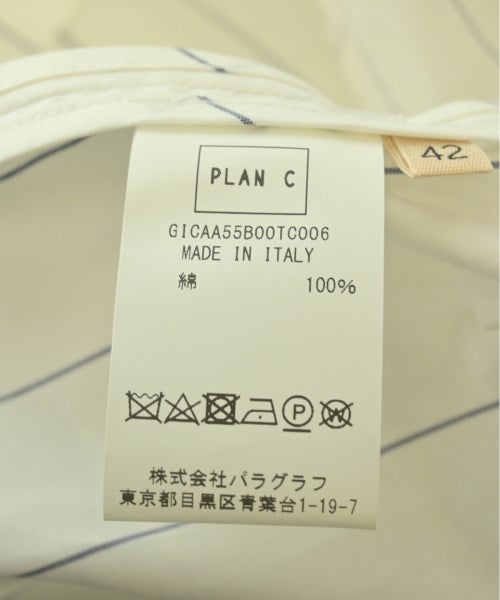 PLAN C
42
GICAA55B00TC006
MADE IN ITALY
綿 100%
P W
株式会社パラグラフ
東京都目黒区青葉台1-19-7